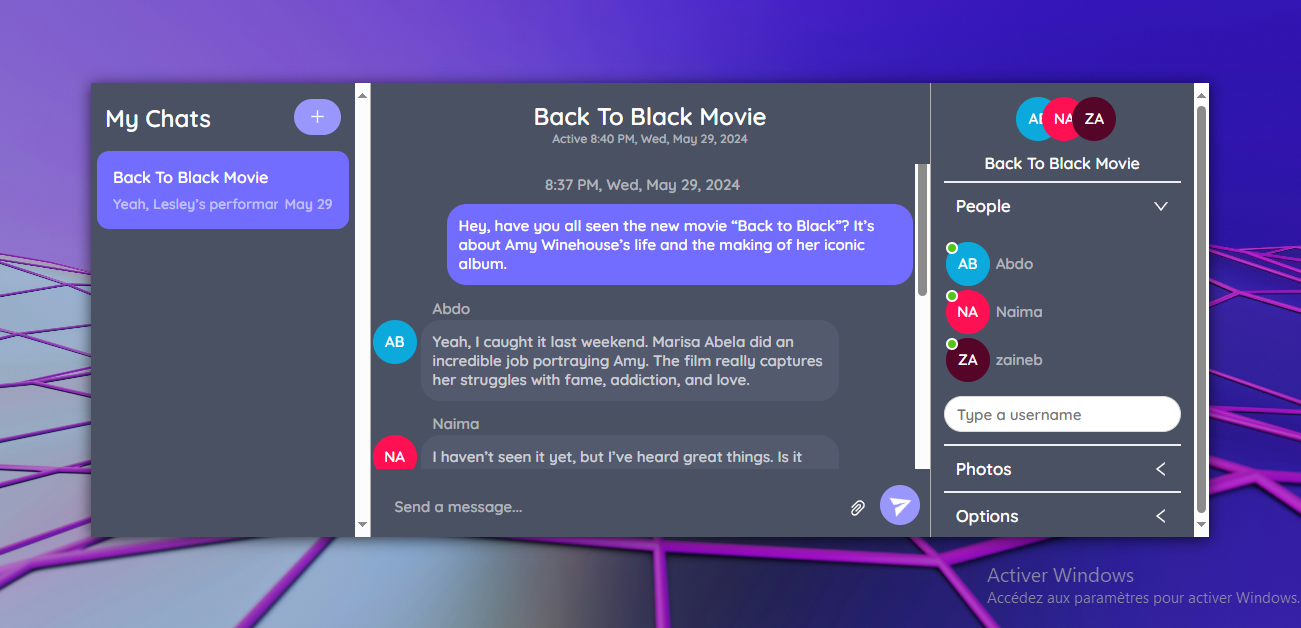 My Chats
+
Back To Black Movie
Yeah, Lesley’s performar May 29
Back To Black Movie
Active 8:40 PM, Wed, May 29, 2024
8:37 PM, Wed, May 29, 2024
Hey, have you all seen the new movie “Back to Black”? It’s
about Amy Winehouse’s life and the making of her iconic
album.
Abdo
AB
Yeah, I caught it last weekend. Marisa Abela did an
incredible job portraying Amy. The film really captures
her struggles with fame, addiction, and love.
Naima
NA
I haven’t seen it yet, but I’ve heard great things. Is it
Send a message...
AB NA ZA
Back To Black Movie
People
AB Abdo
NA Naima
ZA zaineb
Type a username
Photos
Options
Activer Windows
Accédez aux paramètres pour activer Windows.